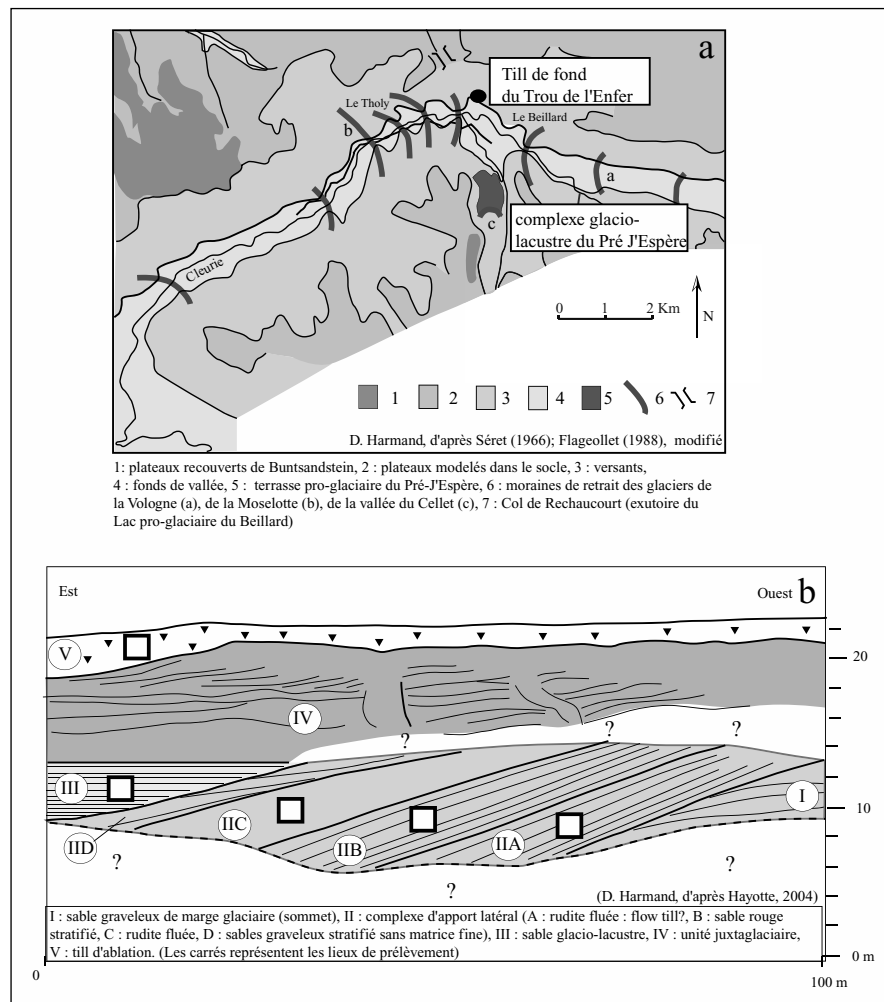 a
Till de fond
du Trou de l'Enfer
Le Tholy
b
Le Beillard
a
complexe glacio-
lacustre du Pré J'Espère
c
Cleurie
0 1 2 Km
N
1 2 3 4 5 6 7
D. Harmand, d'après Séret (1966); Flageollet (1988), modifié
1: plateaux recouverts de Buntsandstein, 2 : plateaux modelés dans le socle, 3 : versants,
4 : fonds de vallée, 5 : terrasse pro-glaciaire du Pré-J'Espère, 6 : moraines de retrait des glaciers de
la Vologne (a), de la Moselotte (b), de la vallée du Cellet (c), 7 : Col de Rechaucourt (exutoire du
Lac pro-glaciaire du Beillard)
Est
Ouest b
V
20
IV
? ? ?
III
I
10
IIC
IID
IIB
IIA
? ? ?
(D. Harmand, d'après Hayotte, 2004)
I : sable graveleux de marge glaciaire (sommet), II : complexe d'apport latéral (A : rudite fluée : flow till?, B : sable rouge
stratifié, C : rudite fluée, D : sables graveleux stratifié sans matrice fine), III : sable glacio-lacustre, IV : unité juxtaglaciaire,
V : till d'ablation. (Les carrés représentent les lieux de prélèvement)
0 m
0
100 m